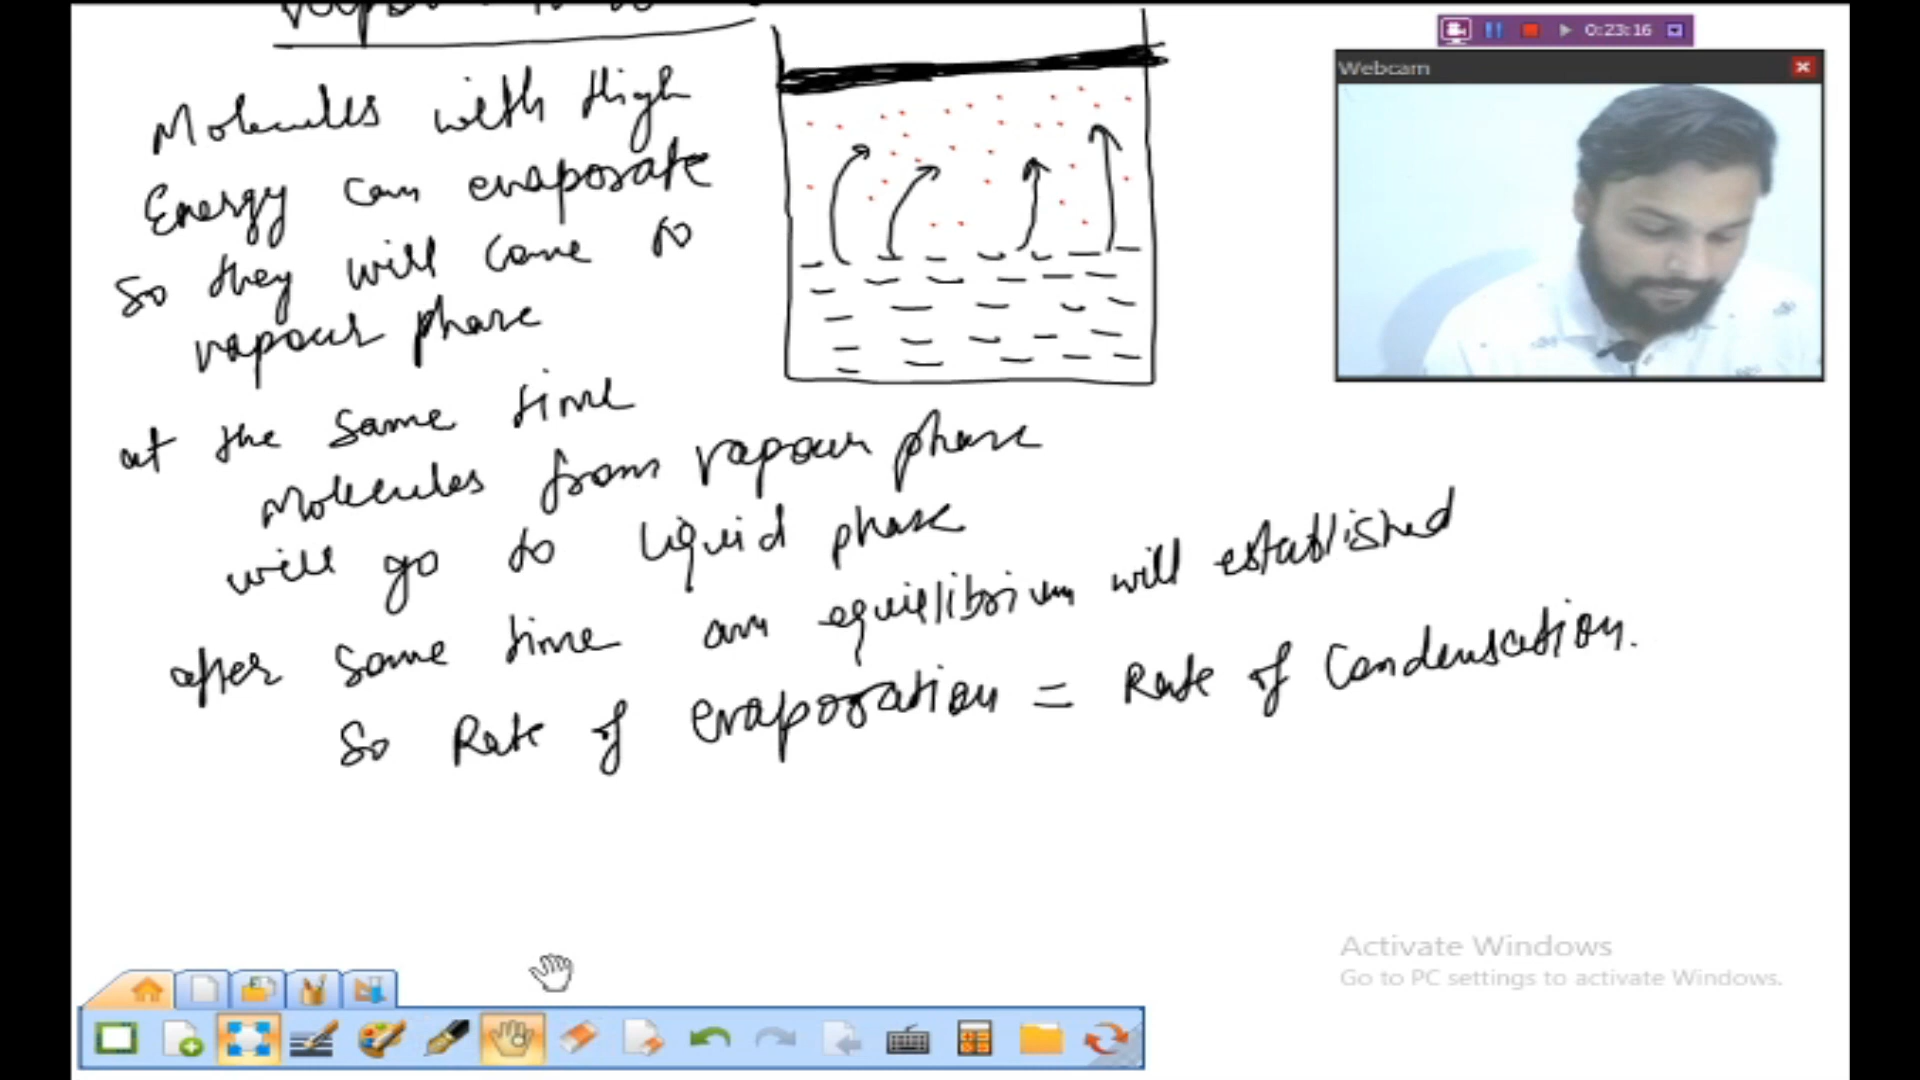 0:23:16
Webcam
Molecules with High
Energy can evaporate
So they will come to
vapour phase
at the same time
Molecules from vapour phase
will go to liquid phase
after some time an equilibrium will established
So Rate of evaporation = Rate of Condensation.
Activate Windows
Go to PC settings to activate Windows.